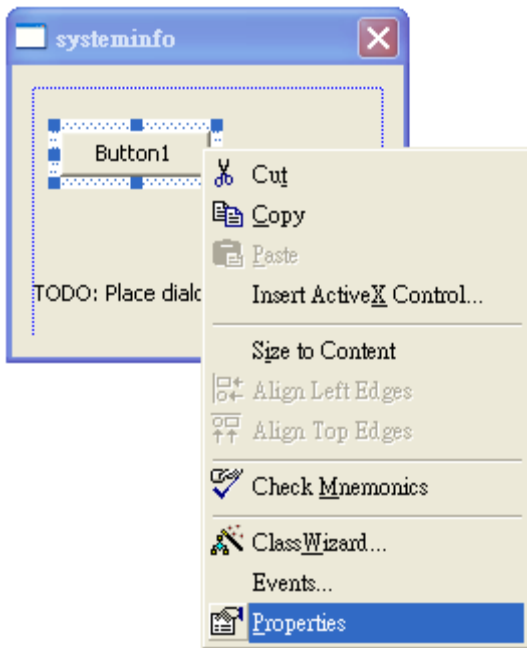 systeminfo
Button1
TODO: Place dialo
Cut
Copy
Paste
Insert ActiveX Control...
Size to Content
Align Left Edges
Align Top Edges
Check Mnemonics
ClassWizard...
Events...
Properties